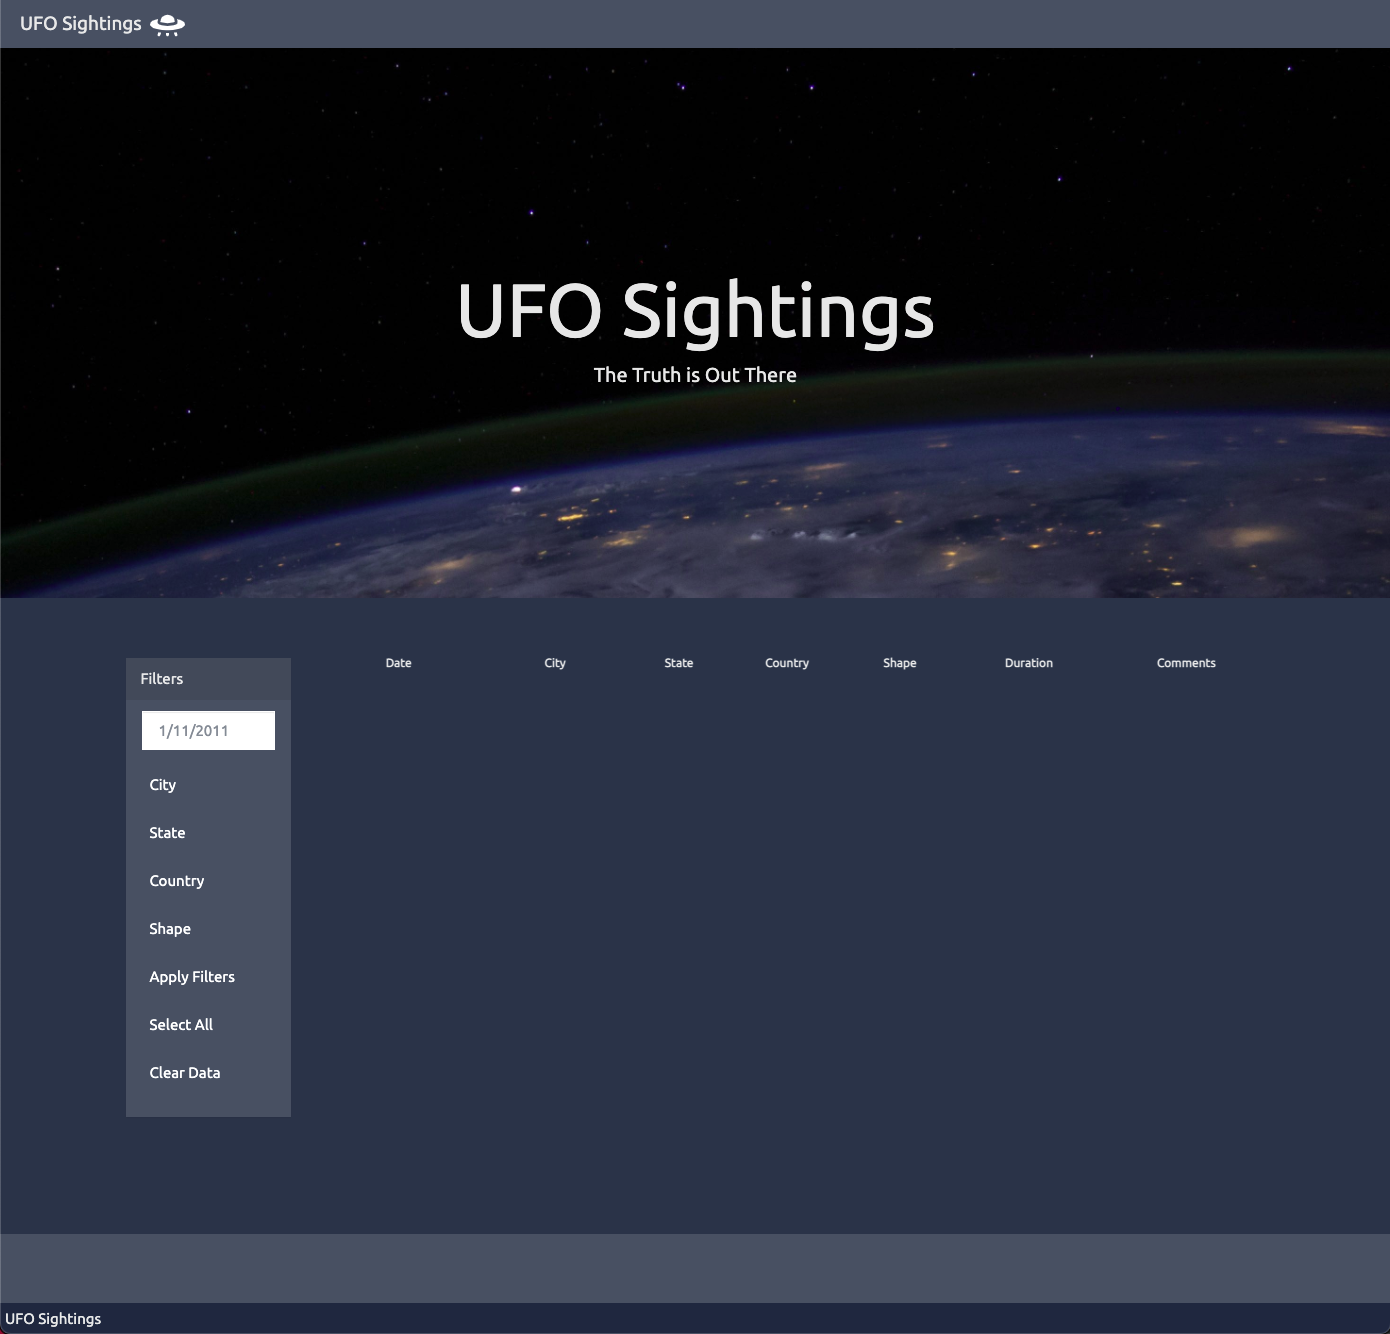 UFO Sightings
UFO Sightings
The Truth is Out There
Filters
1/11/2011
City
State
Country
Shape
Apply Filters
Select All
Clear Data
Date City State Country Shape Duration Comments
UFO Sightings